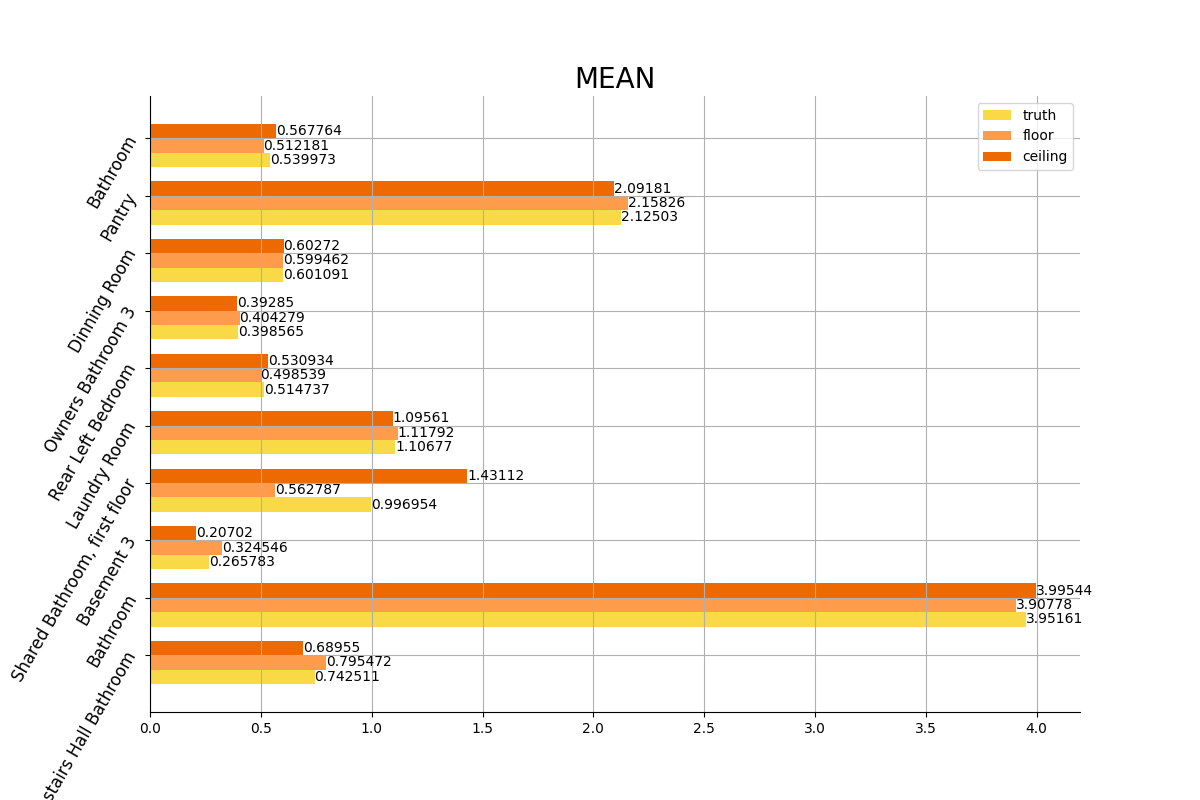 MEAN
truth
floor
ceiling
Bathroom
0.567764
0.512181
0.539973
Pantry
2.09181
2.15826
2.12503
Dinning Room
0.60272
0.599462
0.601091
Owners Bathroom 3
0.39285
0.404279
0.398565
Rear Left Bedroom
0.530934
0.498539
0.514737
Laundry Room
1.09561
1.11792
1.10677
Shared Bathroom, first floor
1.43112
0.562787
0.996954
Basement 3
0.20702
0.324546
0.265783
Bathroom
3.99544
3.90778
3.95161
stairs Hall Bathroom
0.68955
0.795472
0.742511
0.0 0.5 1.0 1.5 2.0 2.5 3.0 3.5 4.0